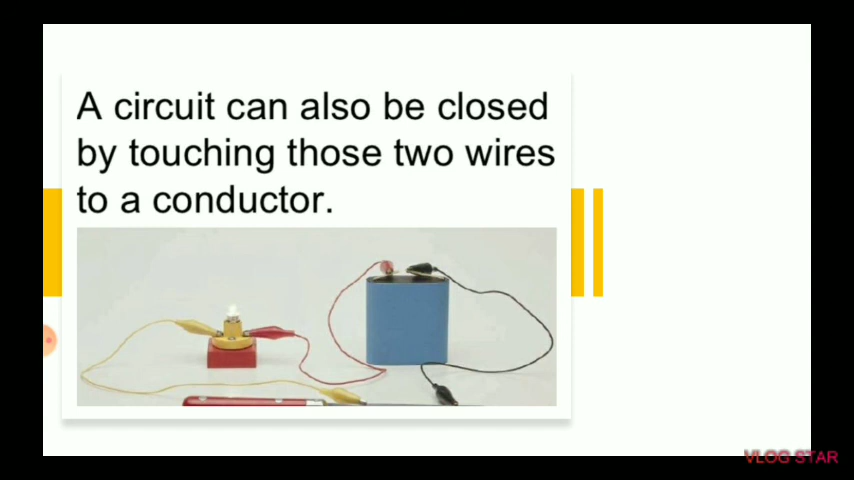 A circuit can also be closed
by touching those two wires
to a conductor.
VLOG STAR